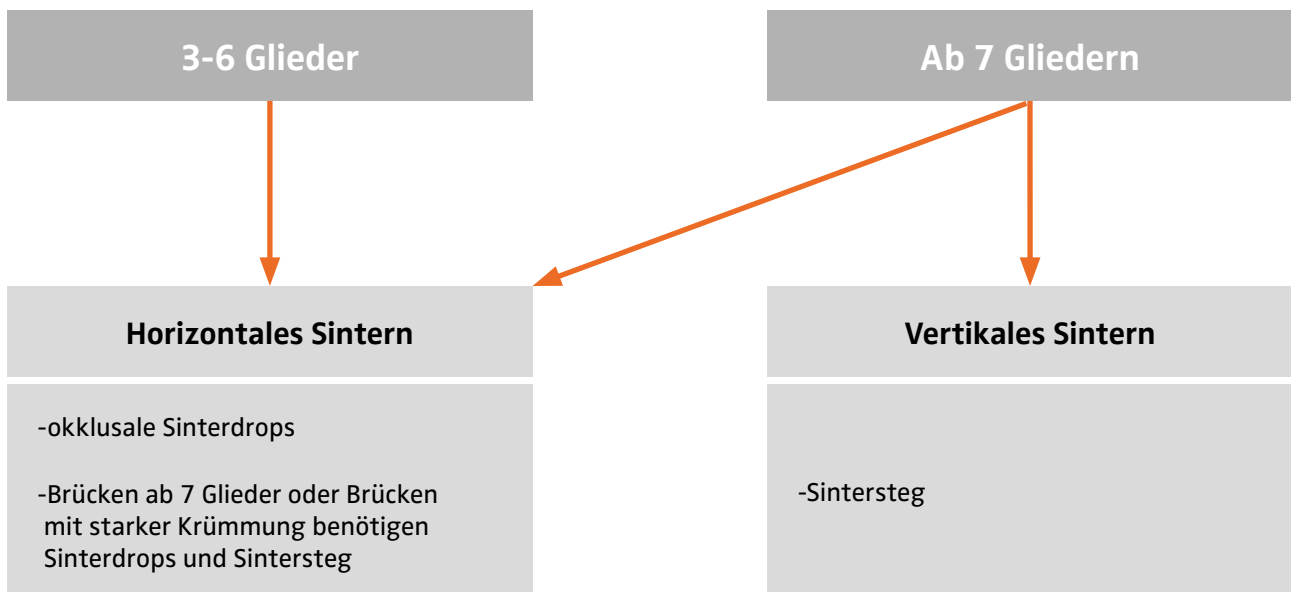 3-6 Glieder
Ab 7 Gliedern
Horizontales Sintern
Vertikales Sintern
-okklusale Sinterdrops
-Brücken ab 7 Glieder oder Brücken
mit starker Krümmung benötigen
Sinterdrops und Sintersteg
-Sintersteg